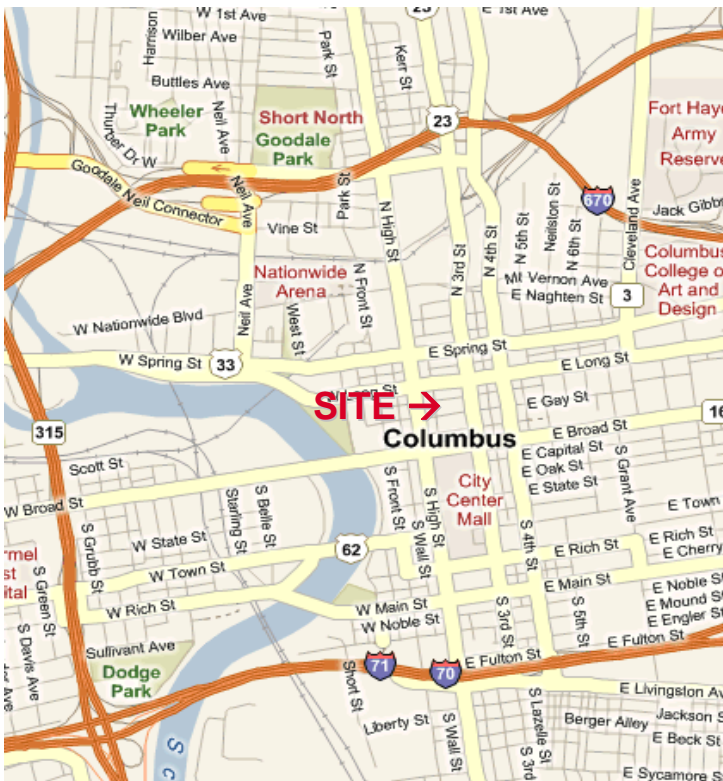 W 1st Ave
23
E 1st Ave
Harrison
Wilber Ave
Park St
Kerr St
Buttles Ave
Wheeler
Park
Neil Ave
Short North
Goodale
Park
23
Fort Haye
Army
Reserve
Thurber Dr W
Goodale Neil Connector
Neil Ave
Park St
670
Jack Gibb
Vine St
N High St
N 3rd St
N 4th St
N 5th St
Neilston St
N 6th St
Cleveland Ave
Nationwide
Arena
N Front St
Mt Vernon Ave
E Naghten St
3
Columbus
College o
Art and
Design
Neil Ave
West St
W Nationwide Blvd
W Spring St
33
E Spring St
E Long St
SITE →
E Gay St
315
Columbus
E Broad St
16
Scott St
E Capital St
E Oak St
E State St
City
Center
Mall
S Grant Ave
W Broad St
Starling St
S Belle St
S Front St
S High St
S Wall St
S 4th St
E Town
W State St
62
E Rich St
E Rich St
E Cherry
rmel
st
ital
S Green St
S Grubb St
W Town St
E Main St
E Noble St
E Mound St
E Engler St
W Rich St
W Main St
W Noble St
S 3rd St
S 5th St
E Fulton St
S Davis Ave
Sullivant Ave
Dodge
Park
Short St
71
70
E Fulton St
E Livingston Av
Liberty St
S Wall St
S Lazelle St
S 3rd
Berger Alley
Jackson S
E Beck St
E Sycamore S
S c